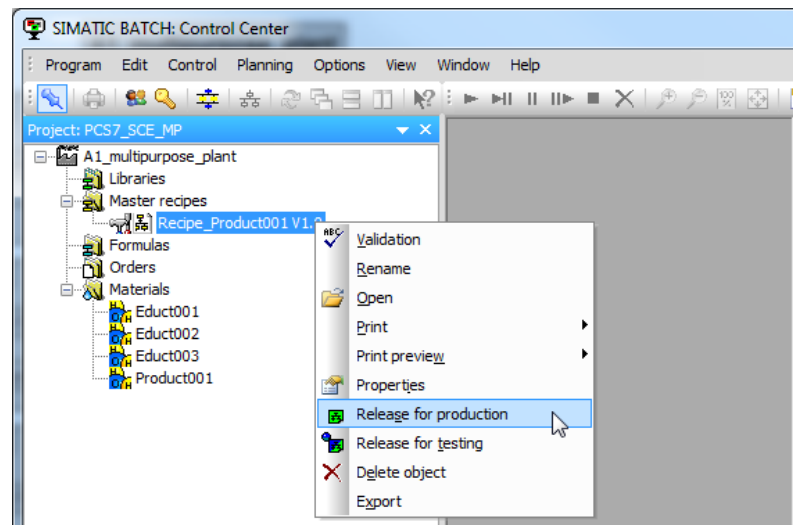 SIMATIC BATCH: Control Center
Program Edit Control Planning Options View Window Help
Project: PCS7_SCE_MP
A1_multipurpose_plant
Libraries
Master recipes
Recipe_Product001 V1.0
Formulas
Orders
Materials
Educt001
Educt002
Educt003
Product001
ABC
Validation
Rename
Open
Print
Print preview
Properties
Release for production
Release for testing
Delete object
Export